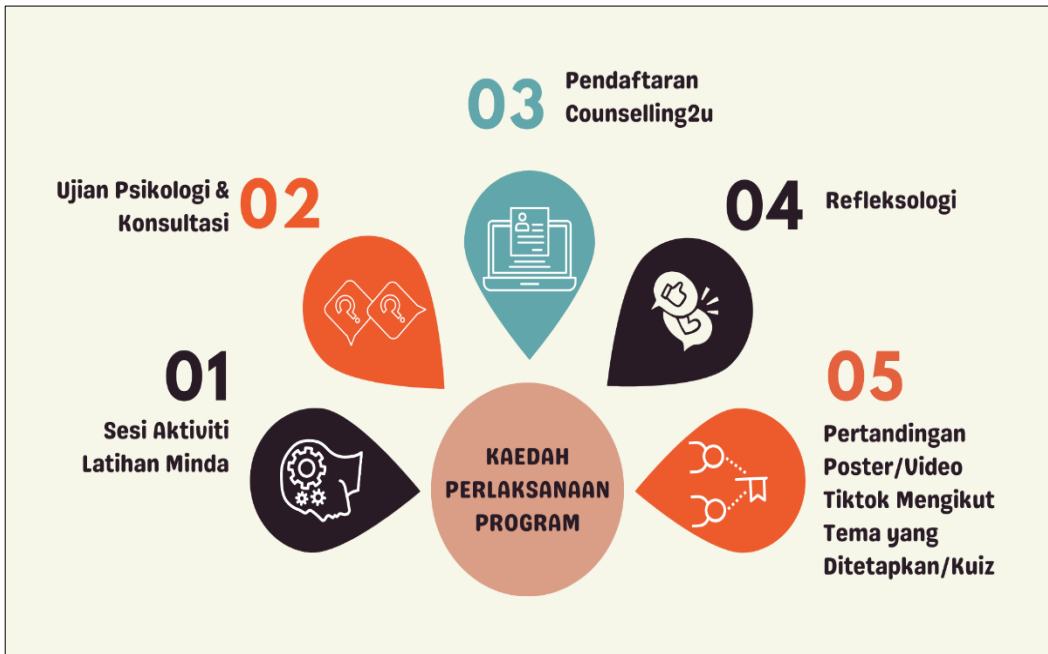 01
Sesi Aktiviti
Latihan Minda
02
Ujian Psikologi &
Konsultasi
03
Pendaftaran
Counselling2u
04
Refleksologi
05
Pertandingan
Poster/Video
Tiktok Mengikut
Tema yang
Ditetapkan/Kuiz
KAEDAH
PERLAKSANAAN
PROGRAM